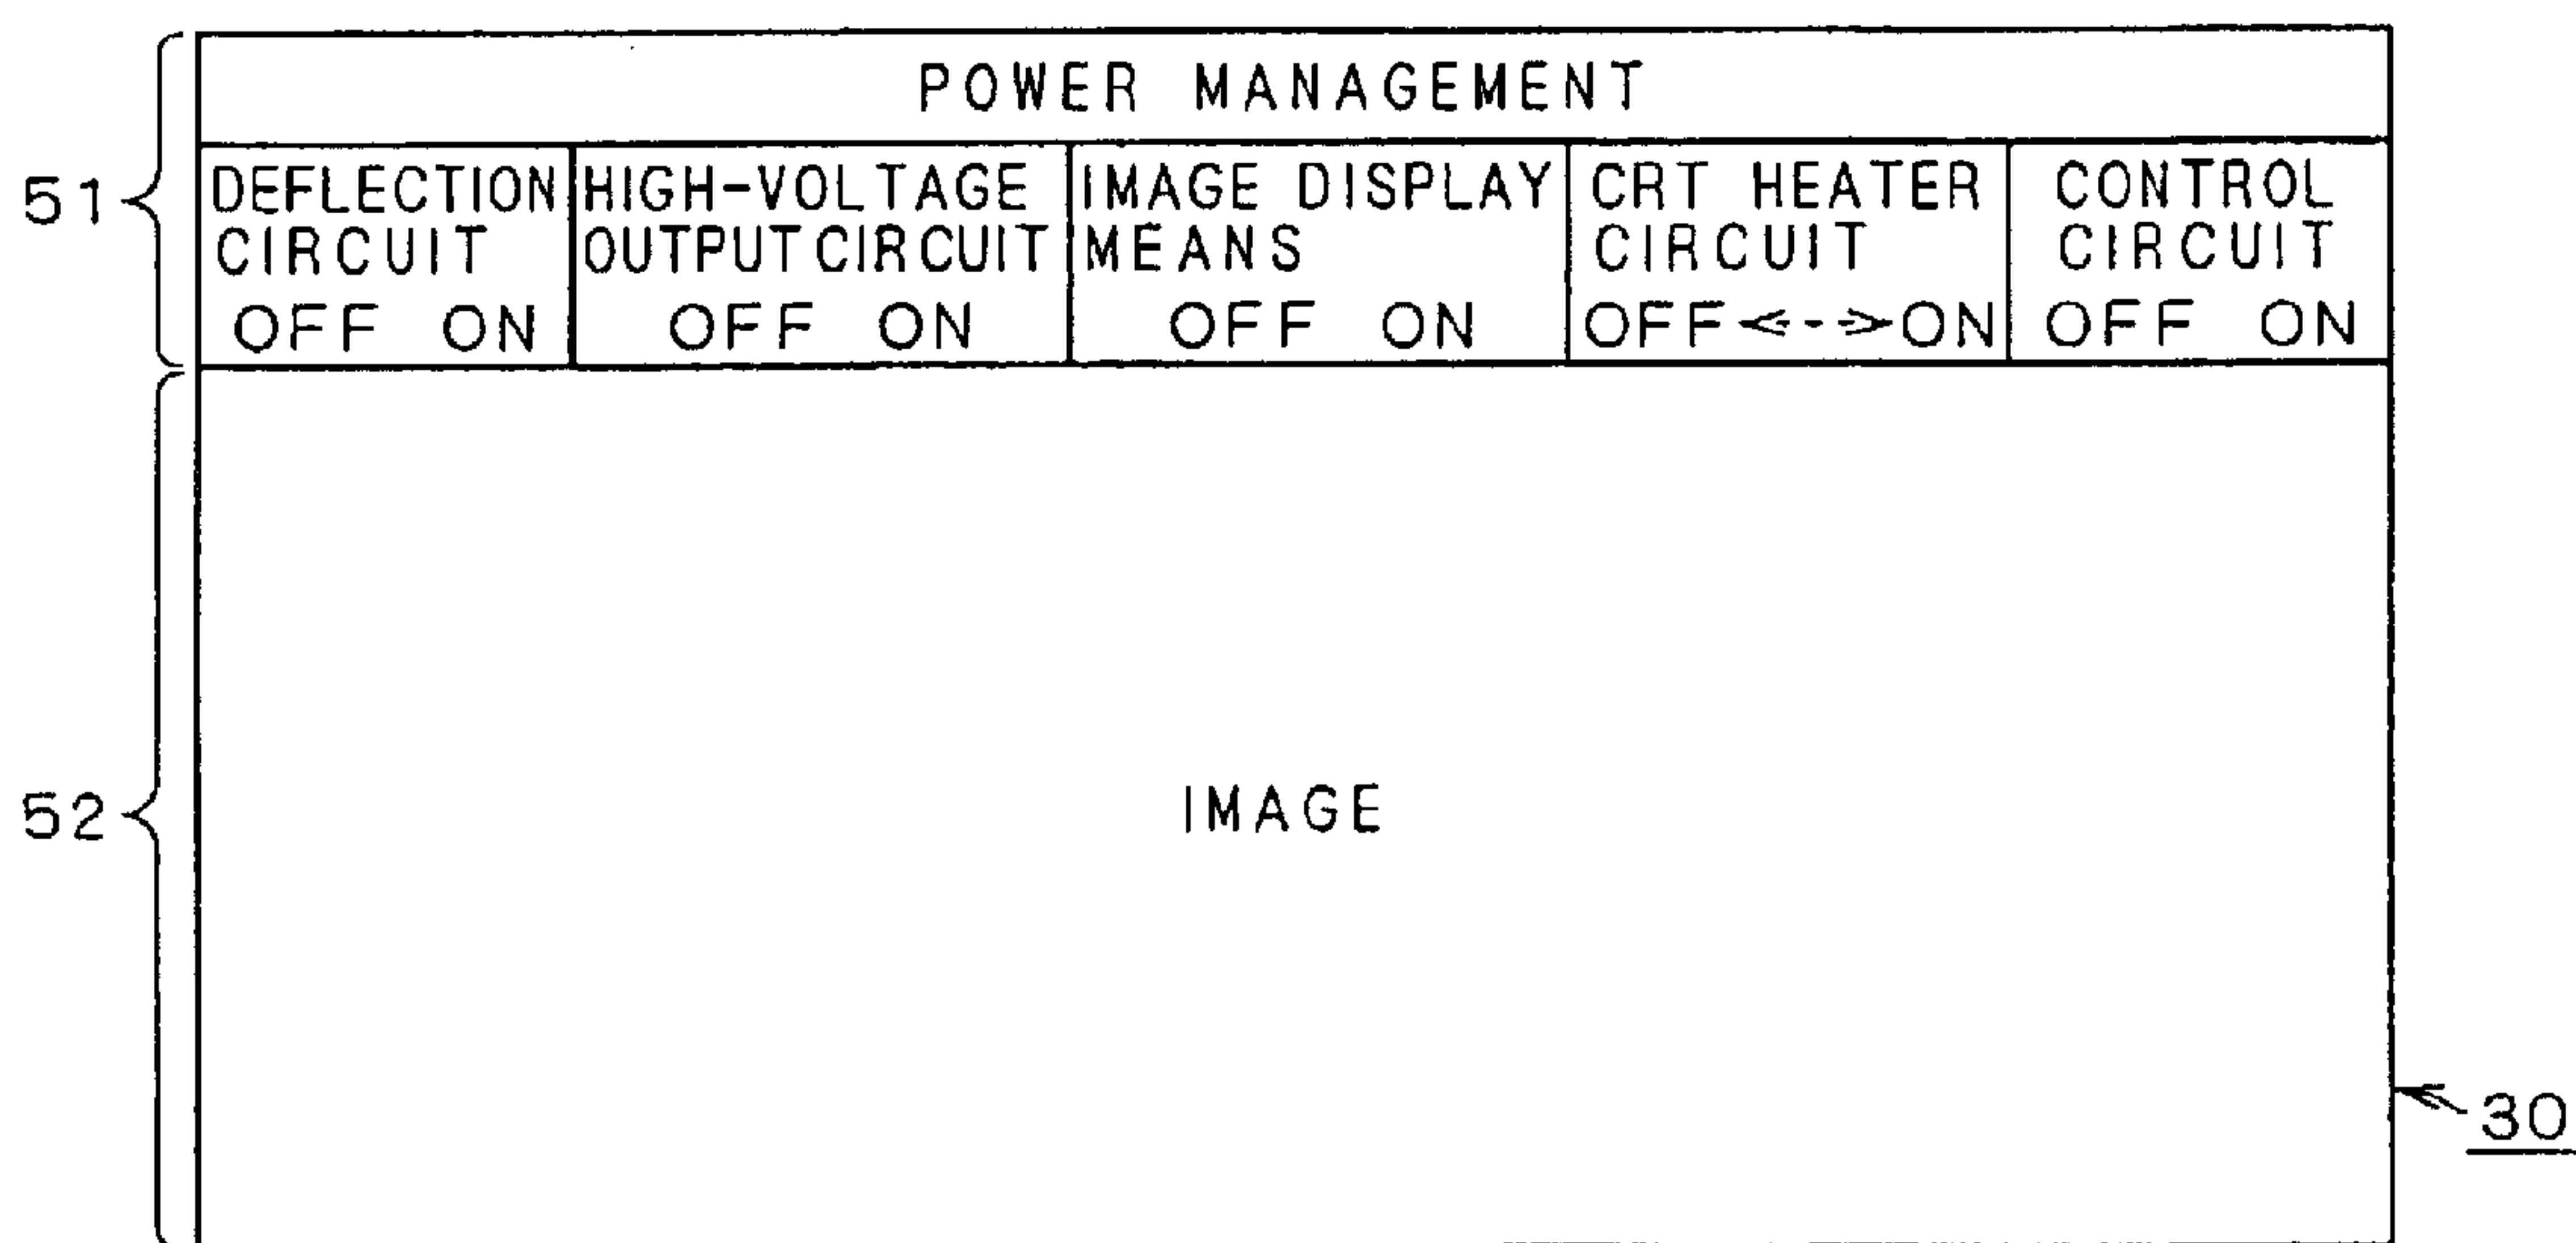 POWER MANAGEMENT
51
DEFLECTION
CIRCUIT
OFF ON
HIGH-VOLTAGE
OUTPUT CIRCUIT
OFF ON
IMAGE DISPLAY
MEANS
OFF ON
CRT HEATER
CIRCUIT
OFF<-->ON
CONTROL
CIRCUIT
OFF ON
52
IMAGE
30